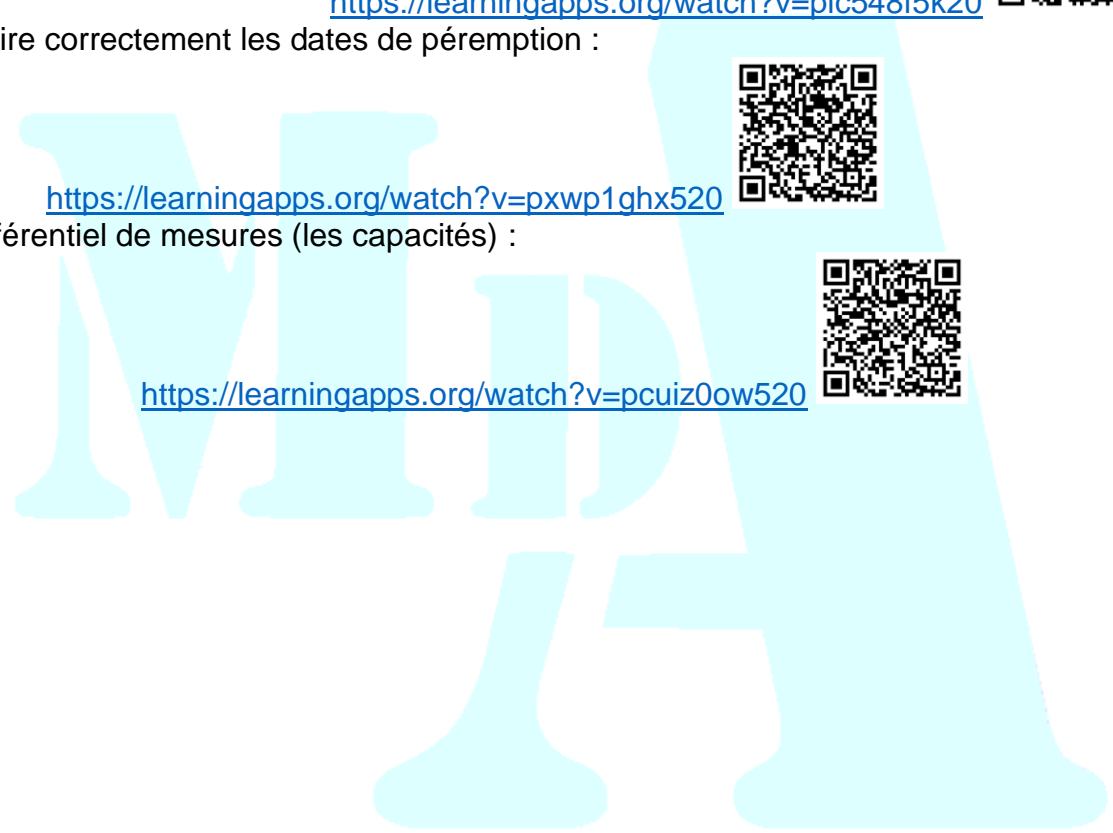 https://learningapps.org/watch?v=
ire correctement les dates de péremption :
https://learningapps.org/watch?v=pxwp1ghx520
férentiel de mesures (les capacités) :
https://learningapps.org/watch?v=pcuiz0ow520
MDA